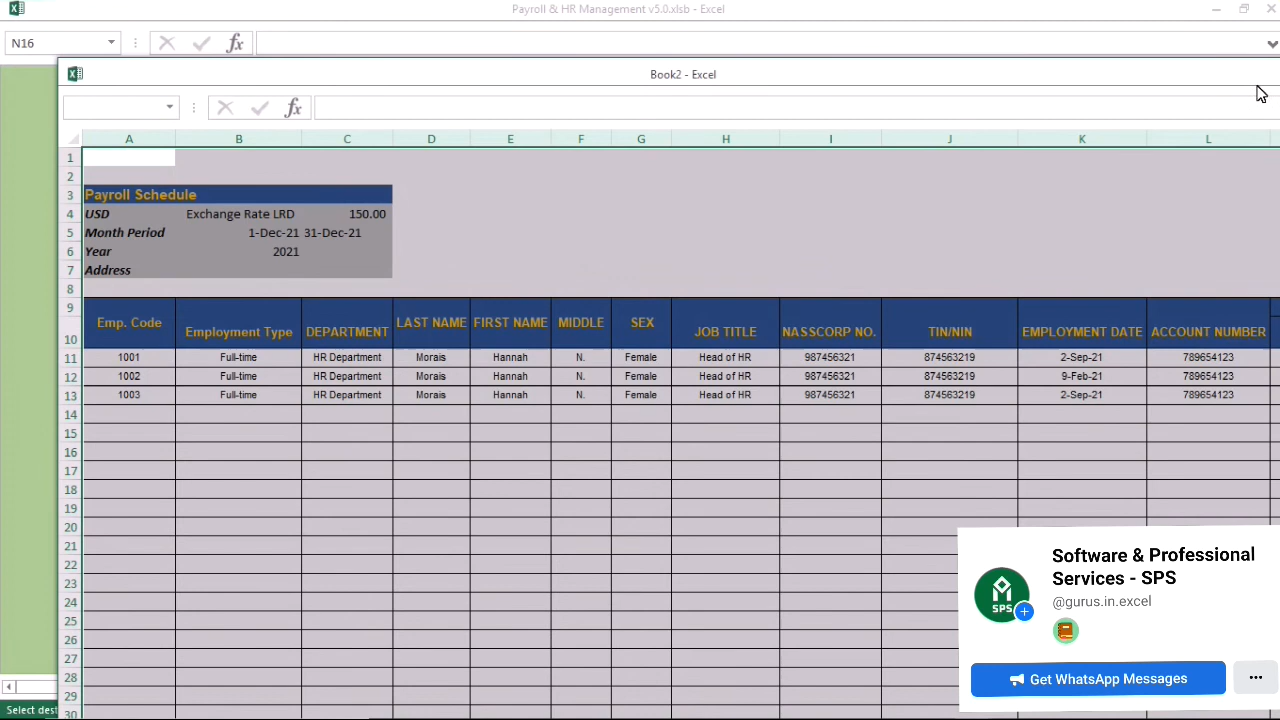 Payroll & HR Management v5.0.xlsb - Excel
N16 fx
Book2 - Excel
fx
A B C D E F G H I J K L
1
2
3 Payroll Schedule
4 USD Exchange Rate LRD 150.00
5 Month Period 1-Dec-21 31-Dec-21
6 Year 2021
7 Address
8
9
10 Emp. Code Employment Type DEPARTMENT LAST NAME FIRST NAME MIDDLE SEX JOB TITLE NASSCORP NO. TIN/NIN EMPLOYMENT DATE ACCOUNT NUMBER
11 1001 Full-time HR Department Morais Hannah N. Female Head of HR 987456321 874563219 2-Sep-21 789654123
12 1002 Full-time HR Department Morais Hannah N. Female Head of HR 987456321 874563219 9-Feb-21 789654123
13 1003 Full-time HR Department Morais Hannah N. Female Head of HR 987456321 874563219 2-Sep-21 789654123
14
15
16
17
18
19
20
21
22
23
24
25
26
27
28
29
30
Software & Professional
Services - SPS
SPS
@gurus.in.excel
Get WhatsApp Messages
Select